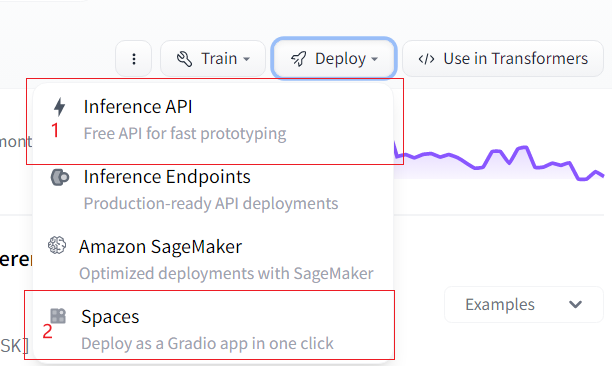 Train
Deploy
</> Use in Transformers
Inference API
1
Free API for fast prototyping
mont
Inference Endpoints
Production-ready API deployments
Amazon SageMaker
eren
Optimized deployments with SageMaker
Spaces
Examples
2
SK]
Deploy as a Gradio app in one click